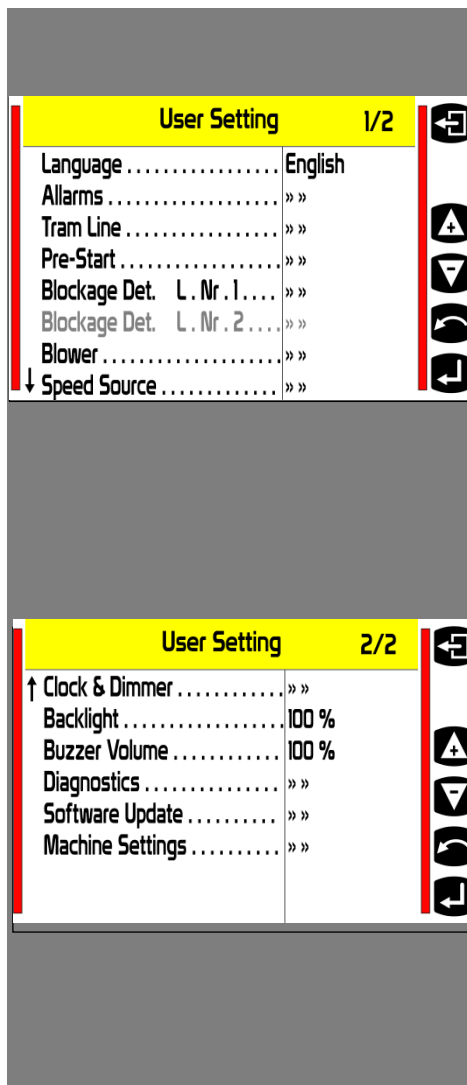 User Setting 1/2
Language ................. English
Allarms .................... » »
Tram Line ................. » »
Pre-Start .................. » »
Blockage Det. L . Nr . 1 .... » »
Blockage Det. L . Nr . 2 .... » »
Blower .................... » »
↓ Speed Source ............. » »
User Setting 2/2
↑ Clock & Dimmer ............ » »
Backlight .................. 100 %
Buzzer Volume ............ 100 %
Diagnostics ............... » »
Software Update .......... » »
Machine Settings .......... » »